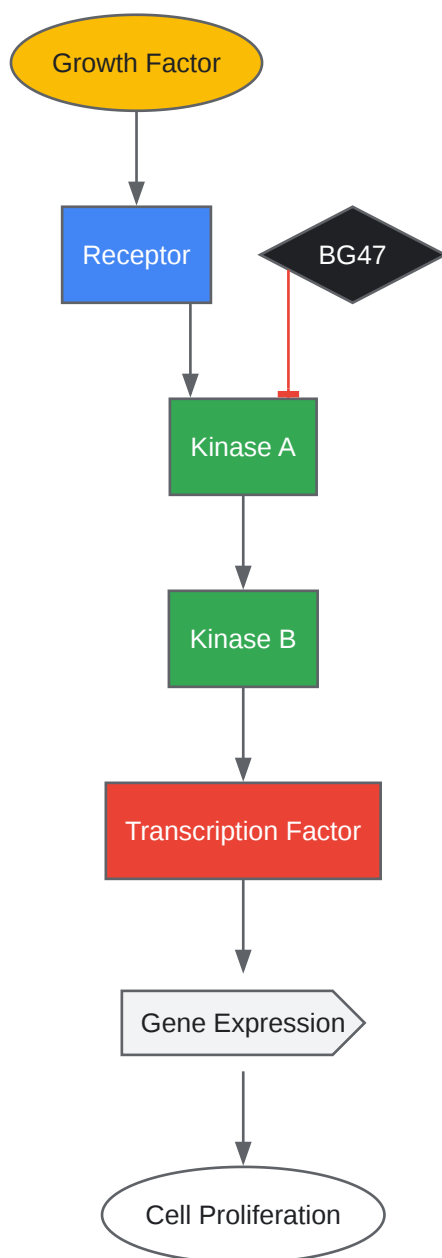 Growth Factor
Receptor
BG47
Kinase A
Kinase B
Transcription Factor
Gene Expression
Cell Proliferation